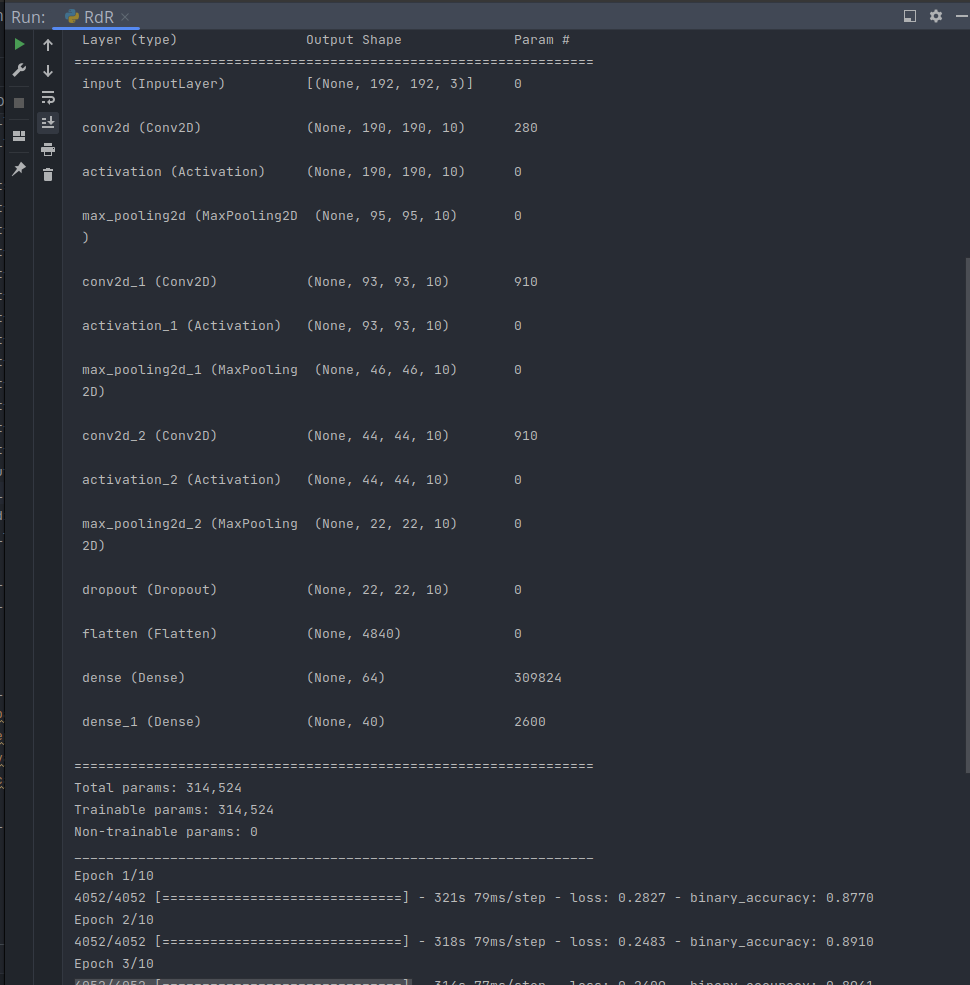 Run: RdR ×
Layer (type) Output Shape Param #
=================================================================
input (InputLayer) [(None, 192, 192, 3)] 0
conv2d (Conv2D) (None, 190, 190, 10) 280
activation (Activation) (None, 190, 190, 10) 0
max_pooling2d (MaxPooling2D (None, 95, 95, 10) 0
)
conv2d_1 (Conv2D) (None, 93, 93, 10) 910
activation_1 (Activation) (None, 93, 93, 10) 0
max_pooling2d_1 (MaxPooling (None, 46, 46, 10) 0
2D)
conv2d_2 (Conv2D) (None, 44, 44, 10) 910
activation_2 (Activation) (None, 44, 44, 10) 0
max_pooling2d_2 (MaxPooling (None, 22, 22, 10) 0
2D)
dropout (Dropout) (None, 22, 22, 10) 0
flatten (Flatten) (None, 4840) 0
dense (Dense) (None, 64) 309824
dense_1 (Dense) (None, 40) 2600
=================================================================
Total params: 314,524
Trainable params: 314,524
Non-trainable params: 0
_________________________________________________________________
Epoch 1/10
4052/4052 [==============================] - 321s 79ms/step - loss: 0.2827 - binary_accuracy: 0.8770
Epoch 2/10
4052/4052 [==============================] - 318s 79ms/step - loss: 0.2483 - binary_accuracy: 0.8910
Epoch 3/10
4052/4052 [==============================] - 314s 77ms/step - loss: - binary_accuracy: